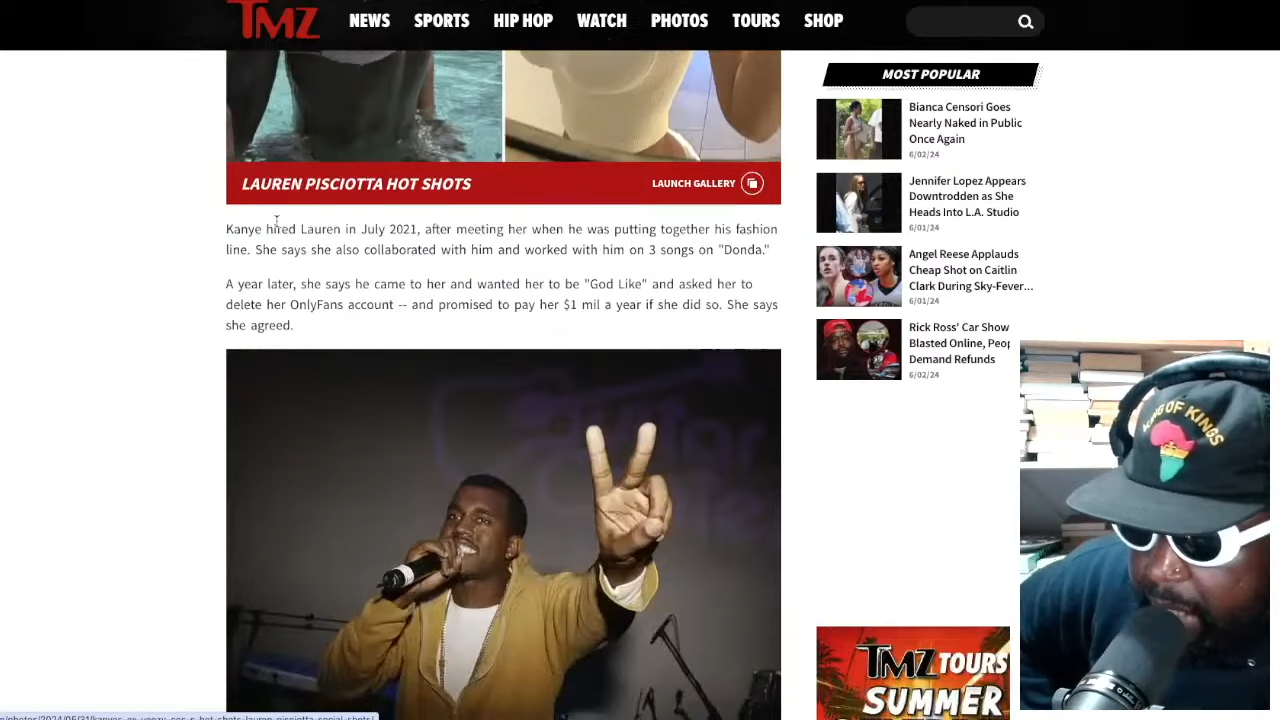 TMZ
NEWS SPORTS HIP HOP WATCH PHOTOS TOURS SHOP
LAUREN PISCIOTTA HOT SHOTS
LAUNCH GALLERY
Kanye hired Lauren in July 2021, after meeting her when he was putting together his fashion
line. She says she also collaborated with him and worked with him on 3 songs on "Donda."
A year later, she says he came to her and wanted her to be "God Like" and asked her to
delete her OnlyFans account -- and promised to pay her $1 mil a year if she did so. She says
she agreed.
MOST POPULAR
Bianca Censori Goes
Nearly Naked in Public
Once Again
6/02/24
Jennifer Lopez Appears
Downtrodden as She
Heads Into L.A. Studio
6/01/24
Angel Reese Applauds
Cheap Shot on Caitlin
Clark During Sky-Fever...
6/01/24
Rick Ross' Car Show
Blasted Online, Peop
Demand Refunds
6/02/24
KING OF KINGS
TMZ TOURS
SUMMER